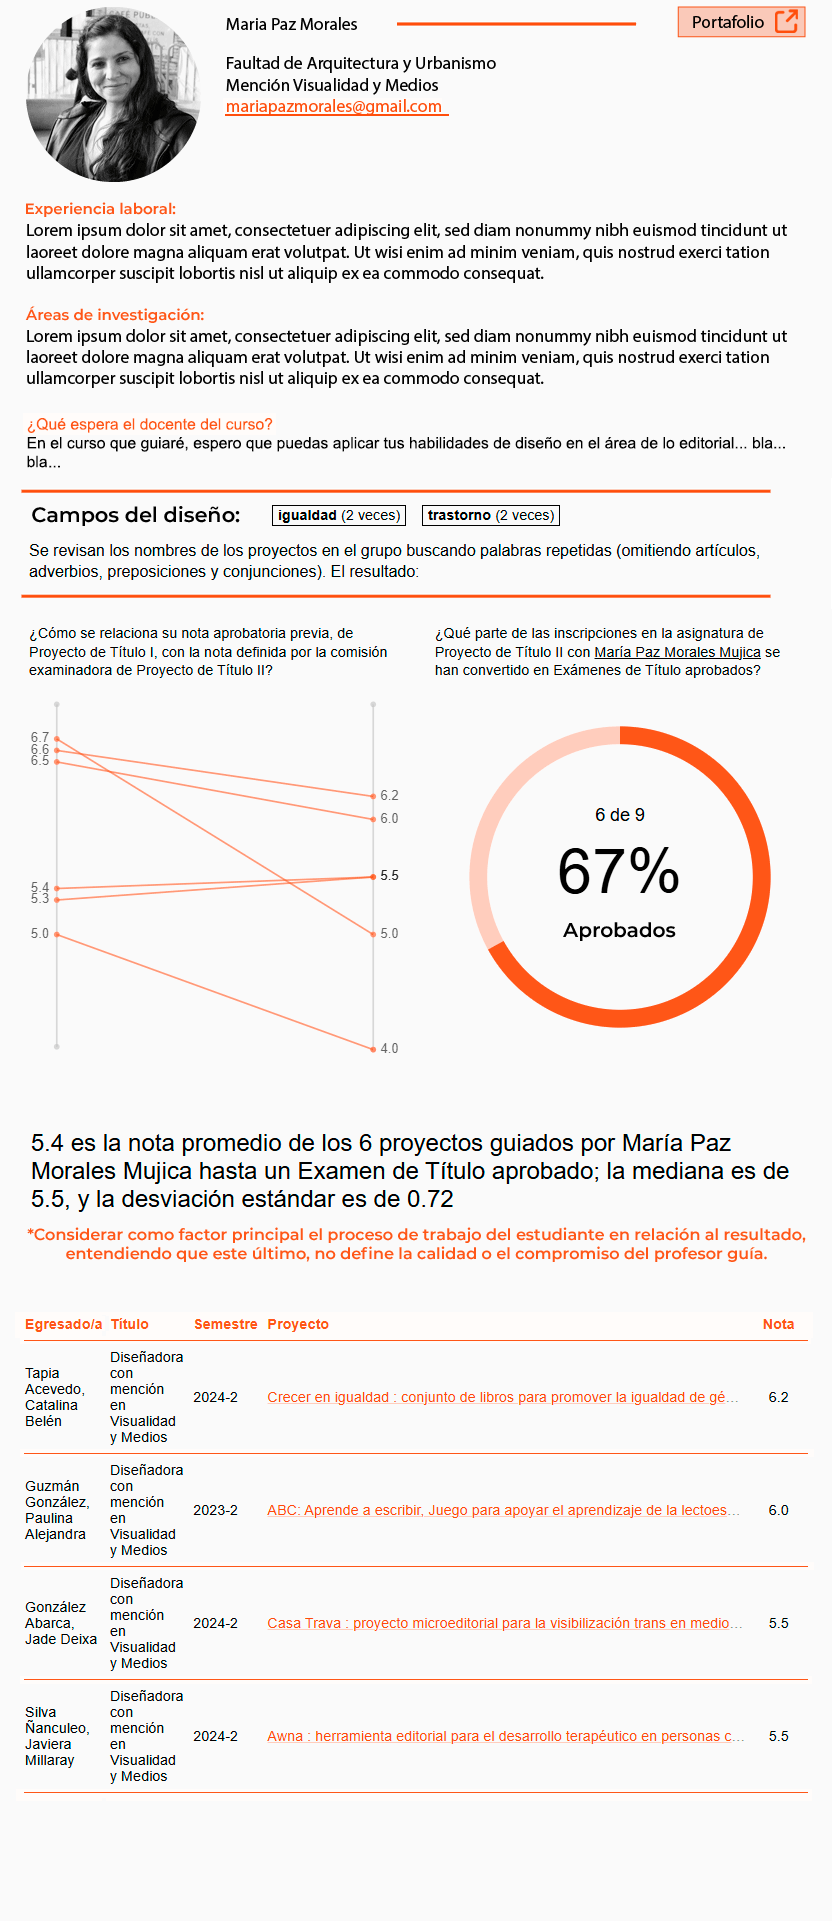 Maria Paz Morales
Portafolio
Faultad de Arquitectura y Urbanismo
Mención Visualidad y Medios
mariapazmorales@gmail.com
Experiencia laboral:
Lorem ipsum dolor sit amet, consectetuer adipiscing elit, sed diam nonummy nibh euismod tincidunt ut
laoreet dolore magna aliquam erat volutpat. Ut wisi enim ad minim veniam, quis nostrud exerci tation
ullamcorper suscipit lobortis nisl ut aliquip ex ea commodo consequat.
Áreas de investigación:
Lorem ipsum dolor sit amet, consectetuer adipiscing elit, sed diam nonummy nibh euismod tincidunt ut
laoreet dolore magna aliquam erat volutpat. Ut wisi enim ad minim veniam, quis nostrud exerci tation
ullamcorper suscipit lobortis nisl ut aliquip ex ea commodo consequat.
¿Qué espera el docente del curso?
En el curso que guiaré, espero que puedas aplicar tus habilidades de diseño en el área de lo editorial... bla...
bla...
Campos del diseño:
igualdad (2 veces)
trastorno (2 veces)
Se revisan los nombres de los proyectos en el grupo buscando palabras repetidas (omitiendo artículos,
adverbios, preposiciones y conjunciones). El resultado:
¿Cómo se relaciona su nota aprobatoria previa, de
Proyecto de Título I, con la nota definida por la comisión
examinadora de Proyecto de Título II?
6.7
6.6
6.5
5.4
5.3
5.0
6.2
6.0
5.5
5.0
4.0
¿Qué parte de las inscripciones en la asignatura de
Proyecto de Título II con María Paz Morales Mujica se
han convertido en Exámenes de Título aprobados?
6 de 9
67%
Aprobados
5.4 es la nota promedio de los 6 proyectos guiados por María Paz
Morales Mujica hasta un Examen de Título aprobado; la mediana es de
5.5, y la desviación estándar es de 0.72
*Considerar como factor principal el proceso de trabajo del estudiante en relación al resultado,
entendiendo que este último, no define la calidad o el compromiso del profesor guía.
Egresado/a Título Semestre Proyecto Nota
Tapia
Acevedo,
Catalina
Belén
Diseñadora
con
mención
en
Visualidad
y Medios
2024-2
Crecer en igualdad : conjunto de libros para promover la igualdad de gé...
6.2
Guzmán
González,
Paulina
Alejandra
Diseñadora
con
mención
en
Visualidad
y Medios
2023-2
ABC: Aprende a escribir, Juego para apoyar el aprendizaje de la lectoes...
6.0
González
Abarca,
Jade Deixa
Diseñadora
con
mención
en
Visualidad
y Medios
2024-2
Casa Trava : proyecto microeditorial para la visibilización trans en medio...
5.5
Silva
Ñanculeo,
Javiera
Millaray
Diseñadora
con
mención
en
Visualidad
y Medios
2024-2
Awna : herramienta editorial para el desarrollo terapéutico en personas c...
5.5